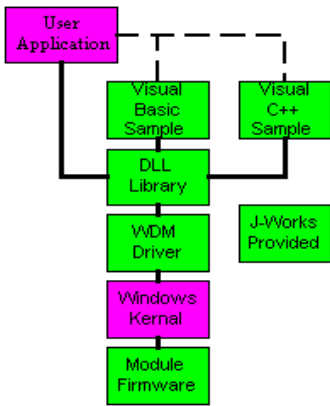 User
Application
Visual
Basic
Sample
Visual
C++
Sample
DLL
Library
WDM
Driver
J-Works
Provided
Windows
Kernal
Module
Firmware